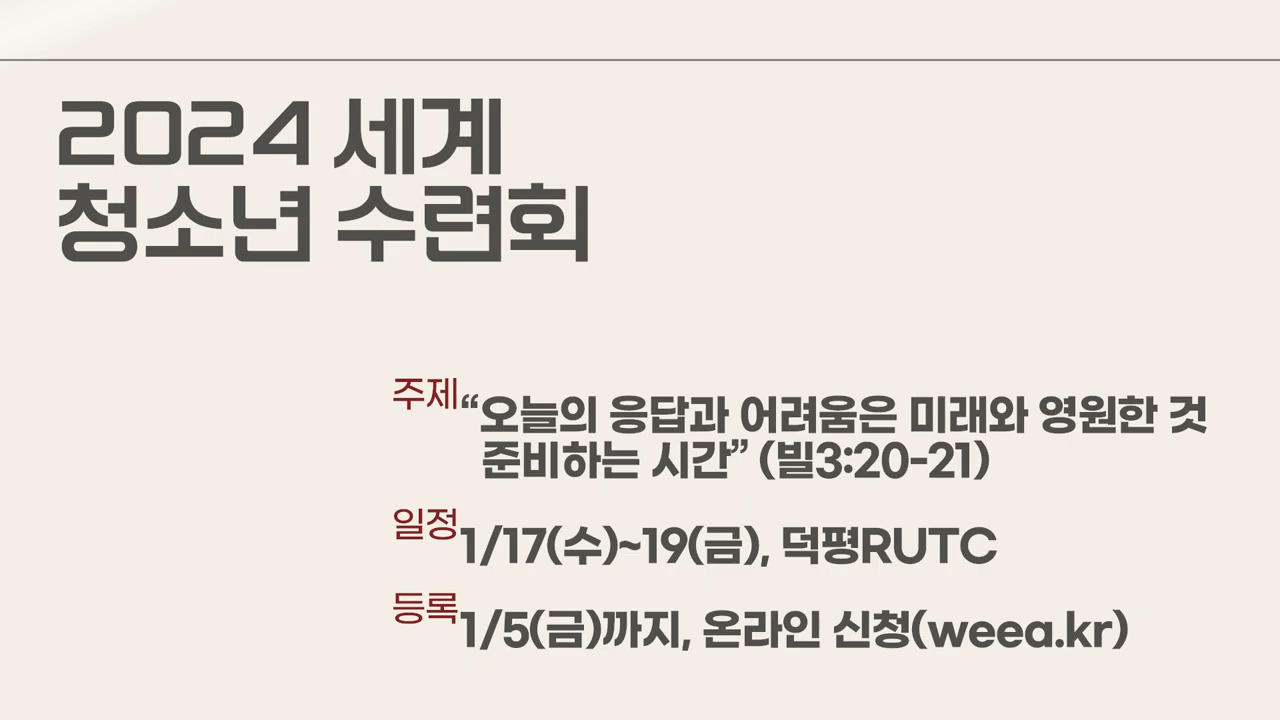 2024 세계
청소년 수련회
주제 “오늘의 응답과 어려움은 미래와 영원한 것
준비하는 시간” (빌3:20-21)
일정 1/17(수)~19(금), 덕평RUTC
등록 1/5(금)까지, 온라인 신청(weea.kr)